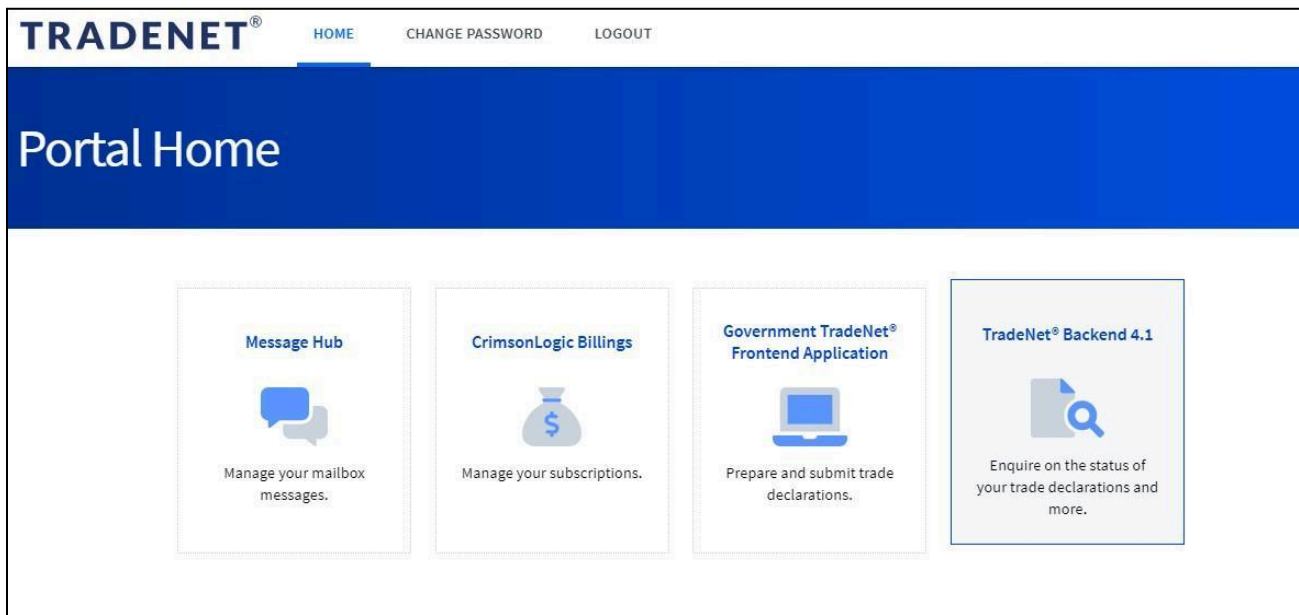 TRADENET®
HOME
CHANGE PASSWORD
LOGOUT
Portal Home
Message Hub
Manage your mailbox
messages.
CrimsonLogic Billings
$
Manage your subscriptions.
Government TradeNet®
Frontend Application
Prepare and submit trade
declarations.
TradeNet® Backend 4.1
Enquire on the status of
your trade declarations and
more.